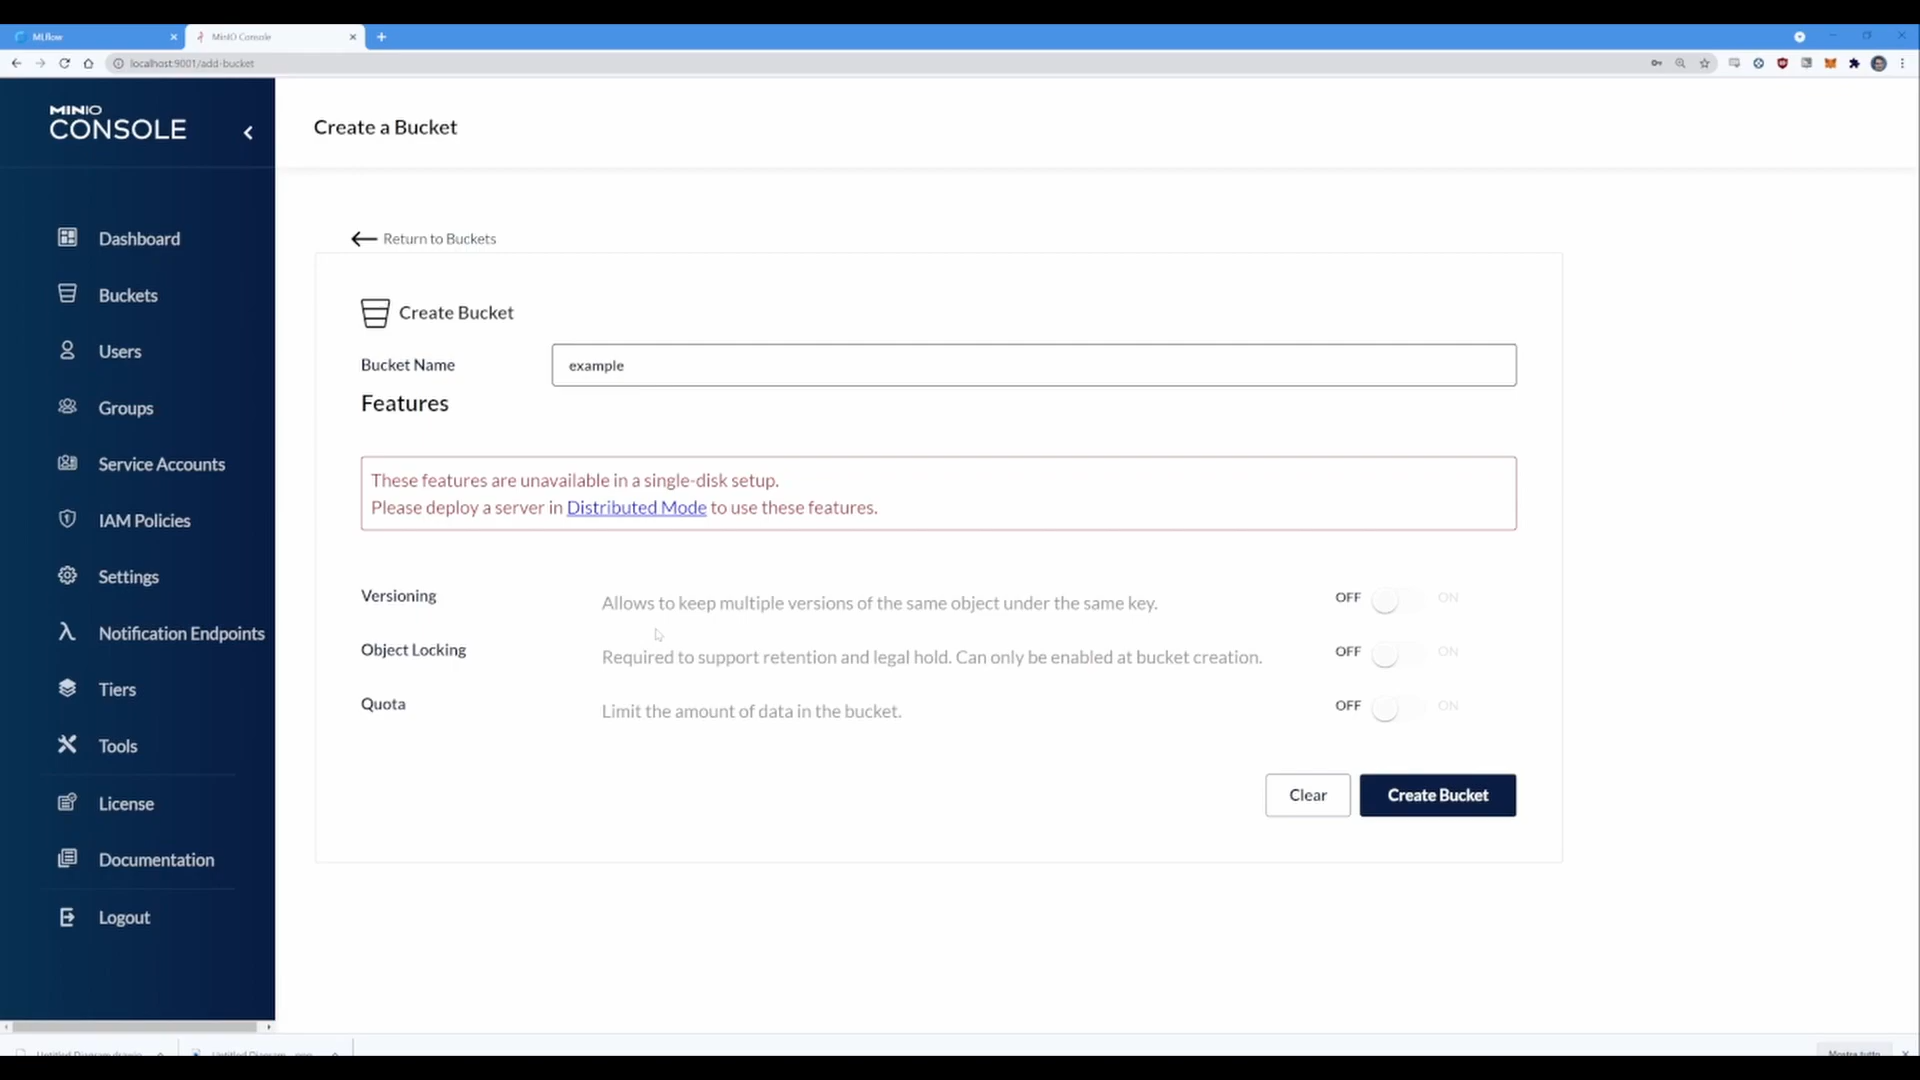 MLflow
MinIO Console
localhost:9001/add-bucket
MINIO
CONSOLE
Create a Bucket
Dashboard
Buckets
Users
Groups
Service Accounts
IAM Policies
Settings
Notification Endpoints
Tiers
Tools
License
Documentation
Logout
Return to Buckets
Create Bucket
Bucket Name
example
Features
These features are unavailable in a single-disk setup.
Please deploy a server in Distributed Mode to use these features.
Versioning
Allows to keep multiple versions of the same object under the same key.
OFF ON
Object Locking
Required to support retention and legal hold. Can only be enabled at bucket creation.
OFF ON
Quota
Limit the amount of data in the bucket.
OFF ON
Clear
Create Bucket
Mostra tutto